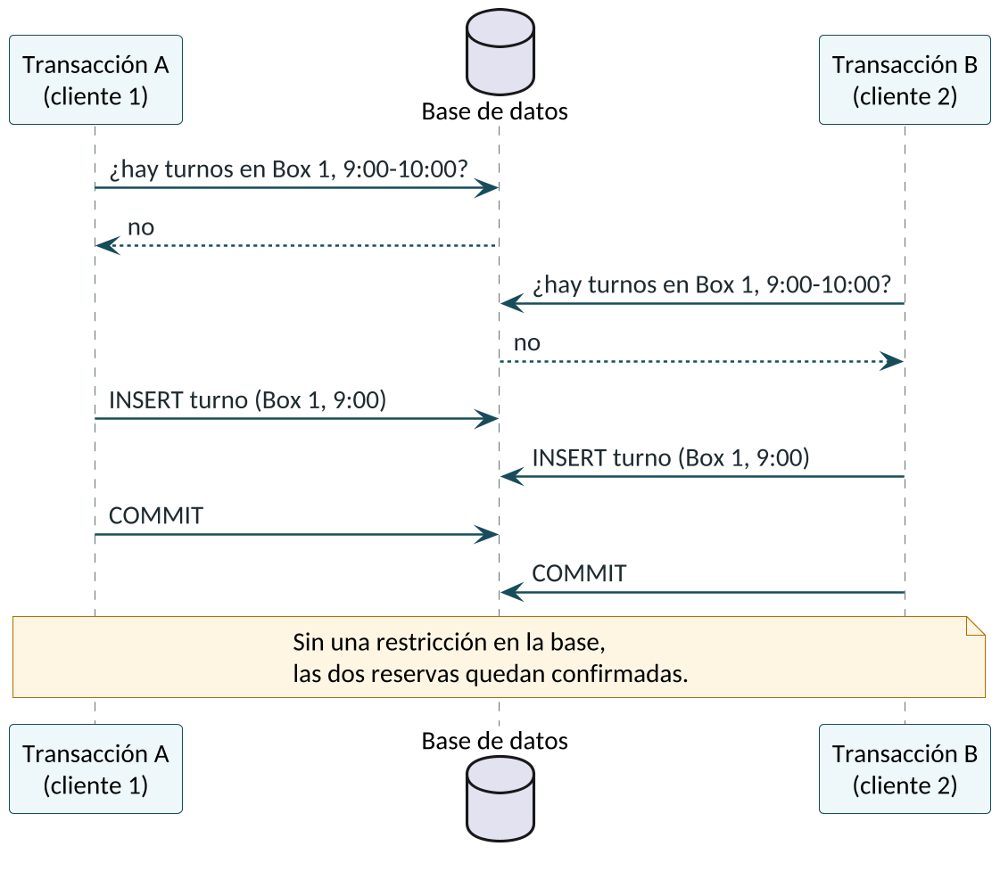 Transacción A
(cliente 1)
Base de datos
Transacción B
(cliente 2)
¿hay turnos en Box 1, 9:00-10:00?
no
¿hay turnos en Box 1, 9:00-10:00?
no
INSERT turno (Box 1, 9:00)
INSERT turno (Box 1, 9:00)
COMMIT
COMMIT
Sin una restricción en la base,
las dos reservas quedan confirmadas.
Transacción A
(cliente 1)
Base de datos
Transacción B
(cliente 2)